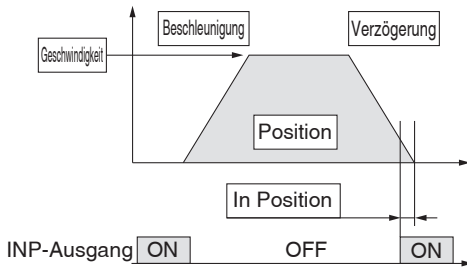 Beschleunigung
Verzögerung
Geschwindigkeit
Position
In Position
INP-Ausgang ON OFF ON